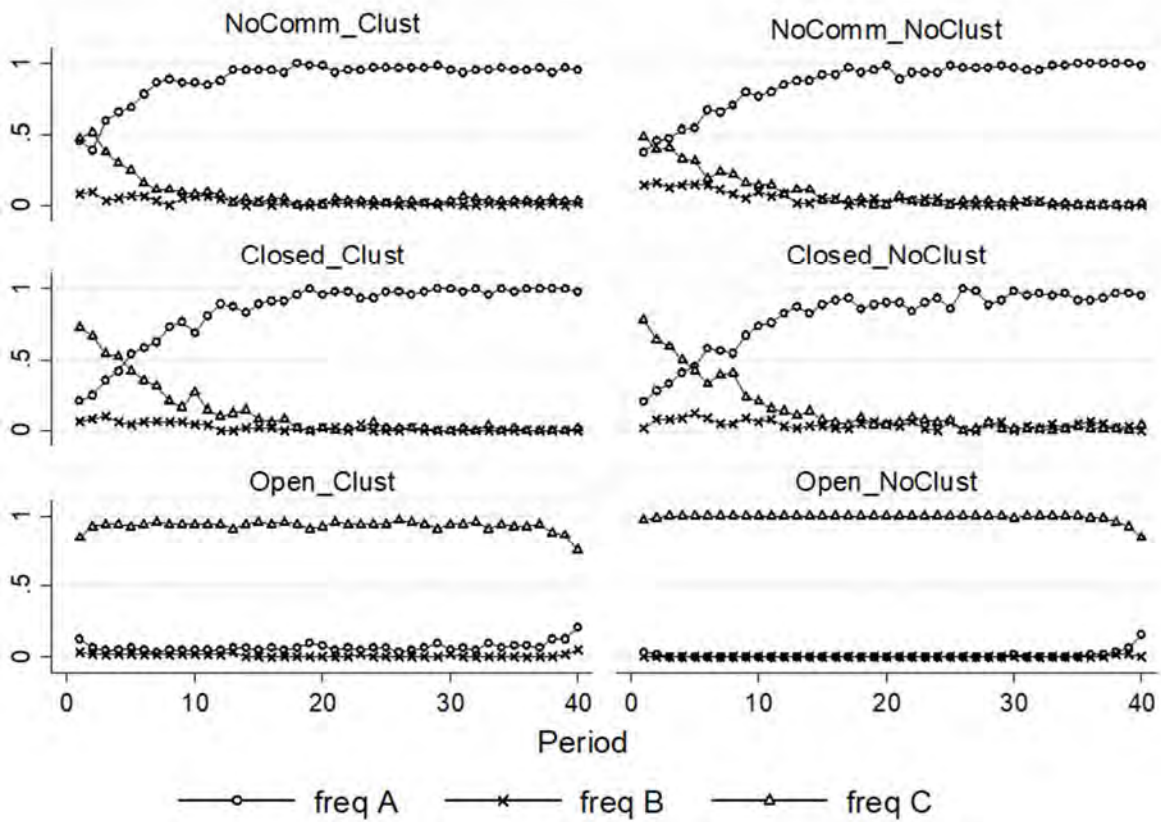 NoComm_Clust
NoComm_NoClust
1
.5
0
Closed_Clust
Closed_NoClust
1
.5
0
Open_Clust
Open_NoClust
1
.5
0
0 10 20 30 40 0 10 20 30 40
Period
freq A freq B freq C